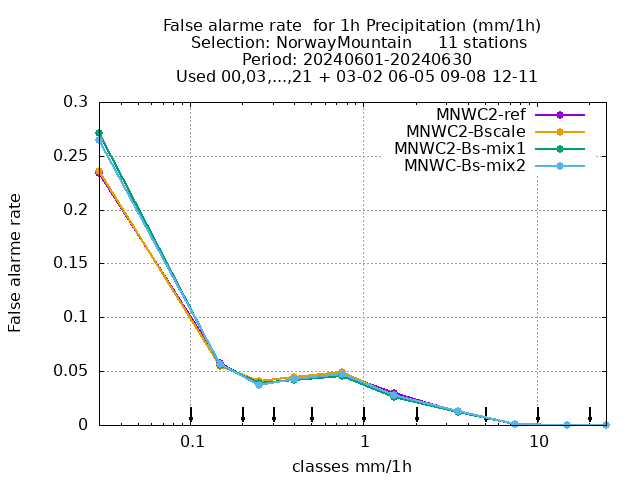 False alarme rate  for 1h Precipitation (mm/1h)
Selection: NorwayMountain     11 stations
Period: 20240601-20240630
Used 00,03,...,21 + 03-02 06-05 09-08 12-11
MNWC2-ref
MNWC2-Bscale
MNWC2-Bs-mix1
MNWC-Bs-mix2
0.3
0.25
0.2
0.15
0.1
0.05
0
False alarme rate
0.1 1 10
classes mm/1h